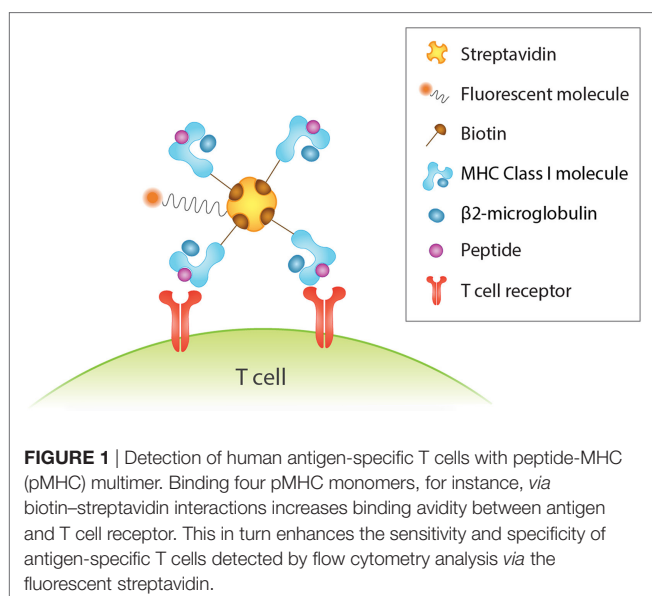 Streptavidin
Fluorescent molecule
Biotin
MHC Class I molecule
β2-microglobulin
Peptide
T cell receptor
T cell
FIGURE 1 | Detection of human antigen-specific T cells with peptide-MHC
(pMHC) multimer. Binding four pMHC monomers, for instance, via
biotin–streptavidin interactions increases binding avidity between antigen
and T cell receptor. This in turn enhances the sensitivity and specificity of
antigen-specific T cells detected by flow cytometry analysis via the
fluorescent streptavidin.